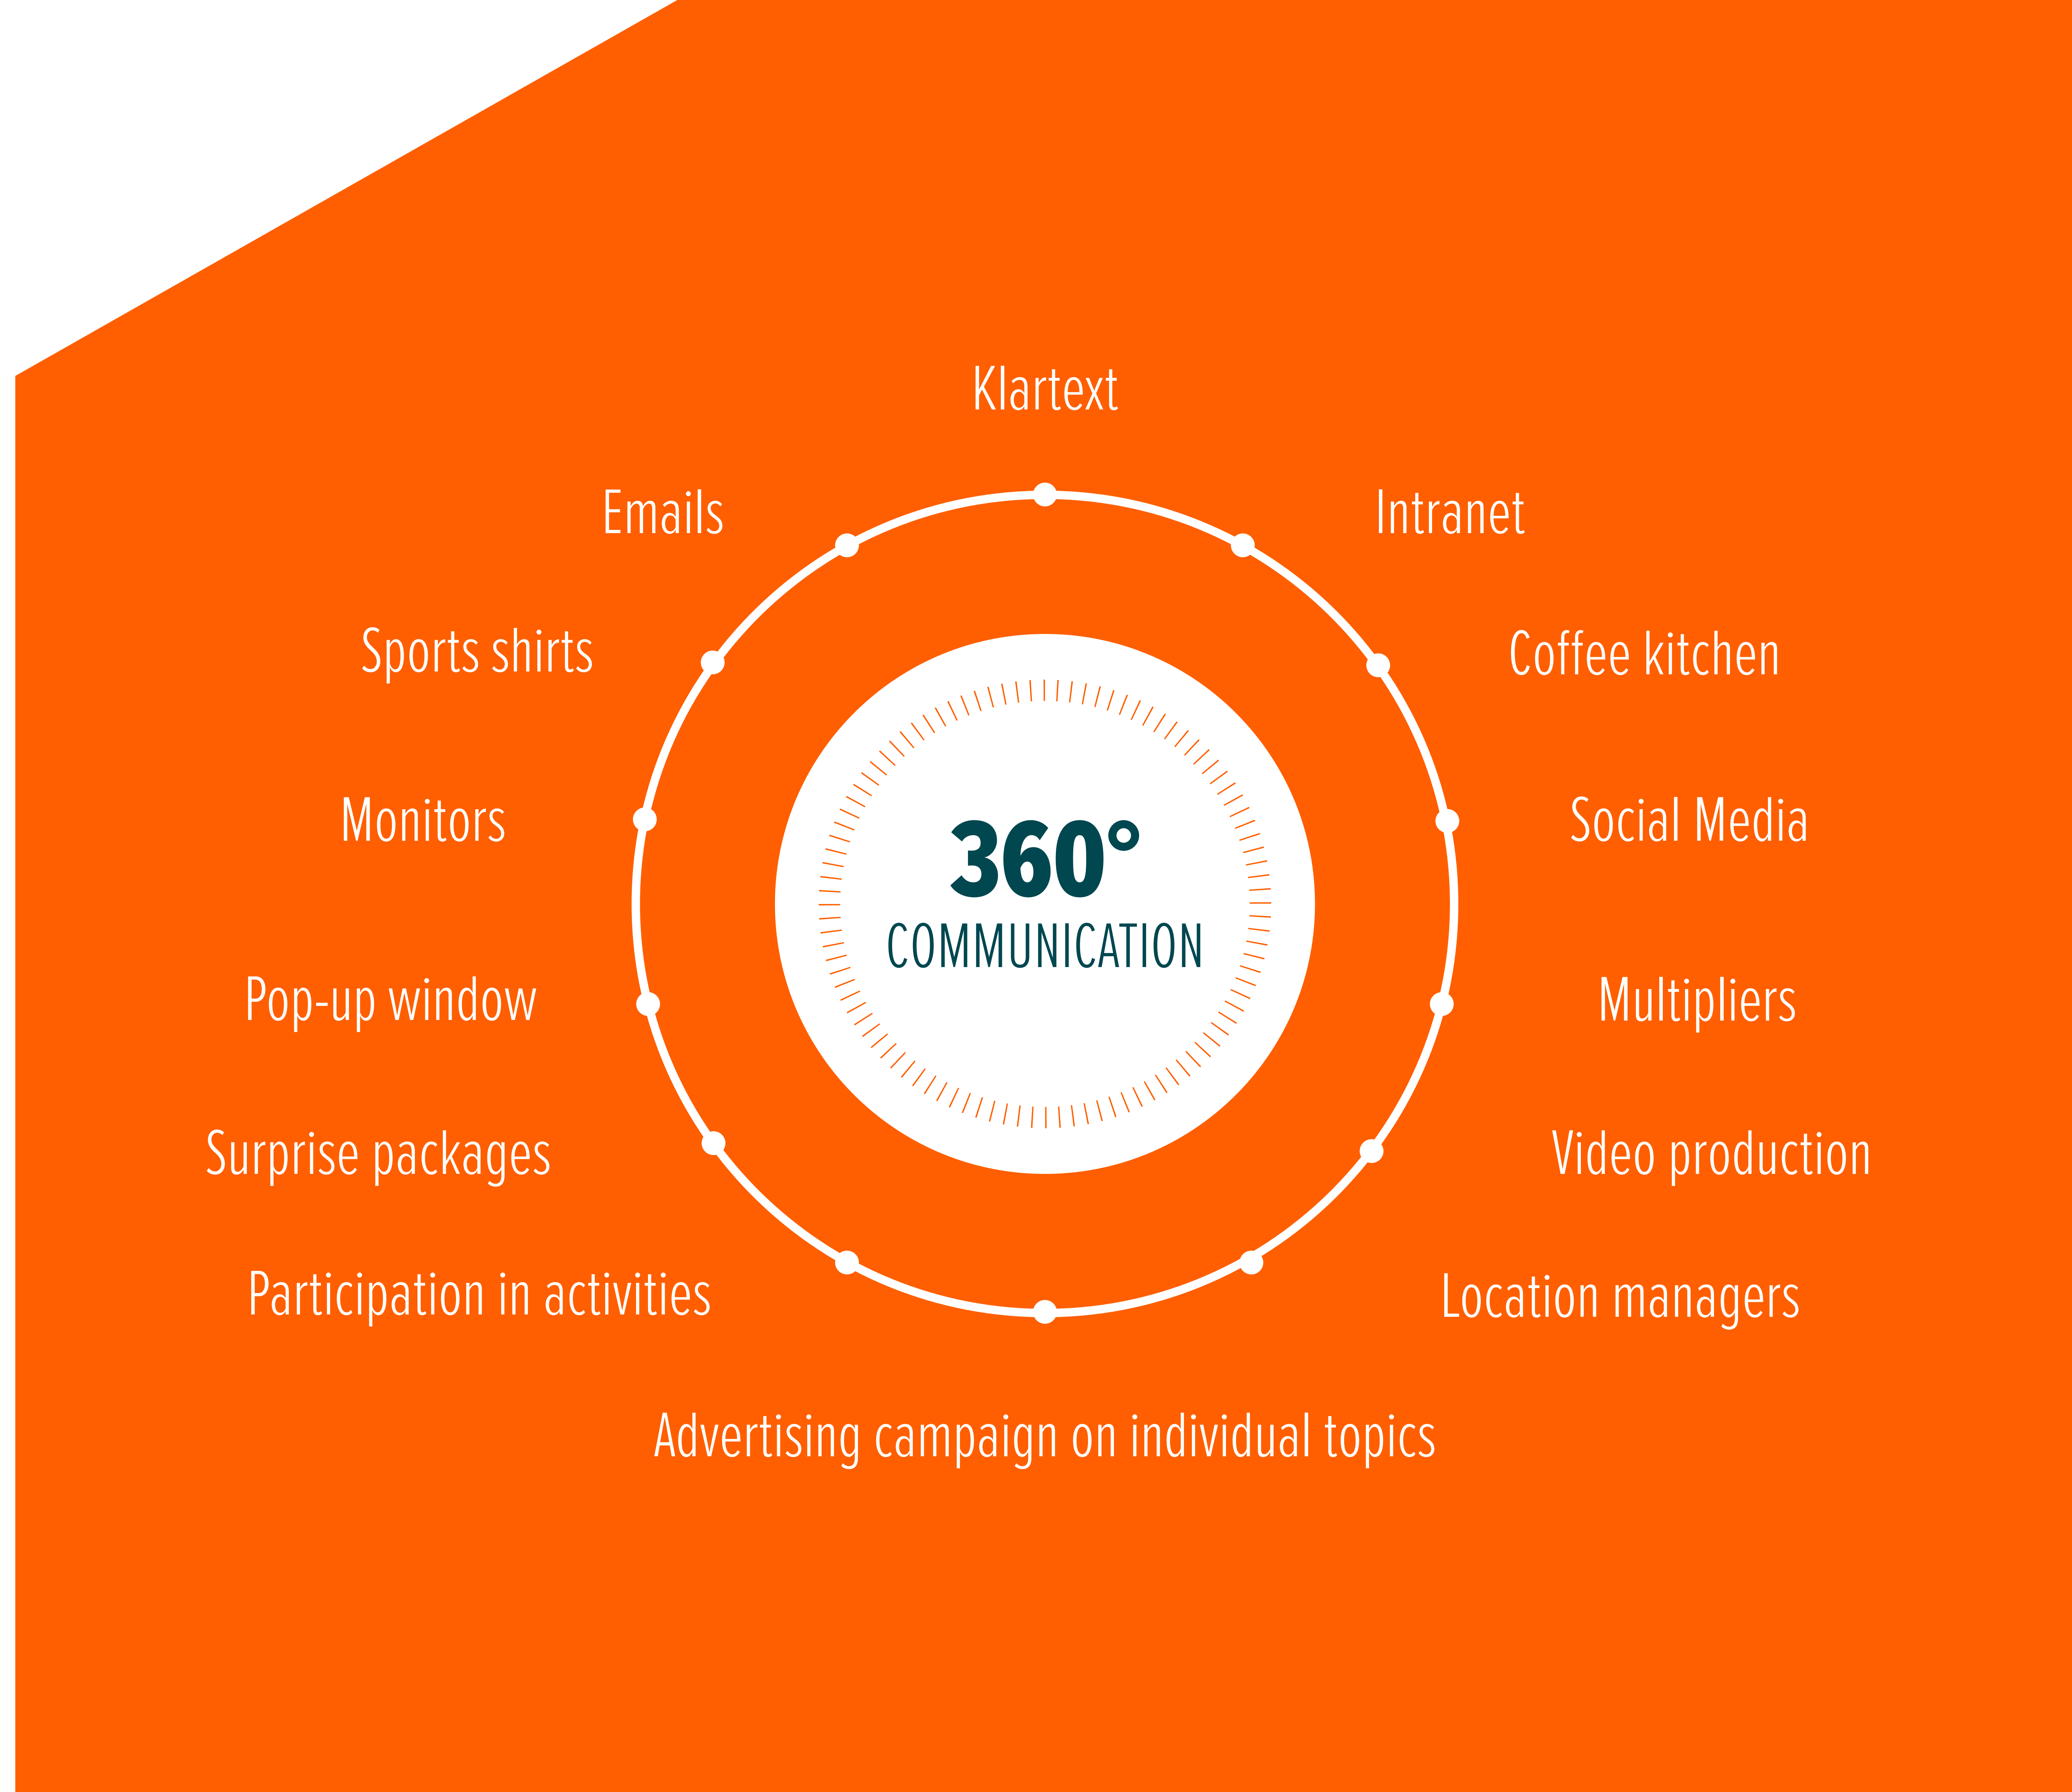 Klartext
Emails
Intranet
Sports shirts
Coffee kitchen
Monitors
Social Media
360°
COMMUNICATION
Pop-up window
Multipliers
Surprise packages
Video production
Participation in activities
Location managers
Advertising campaign on individual topics